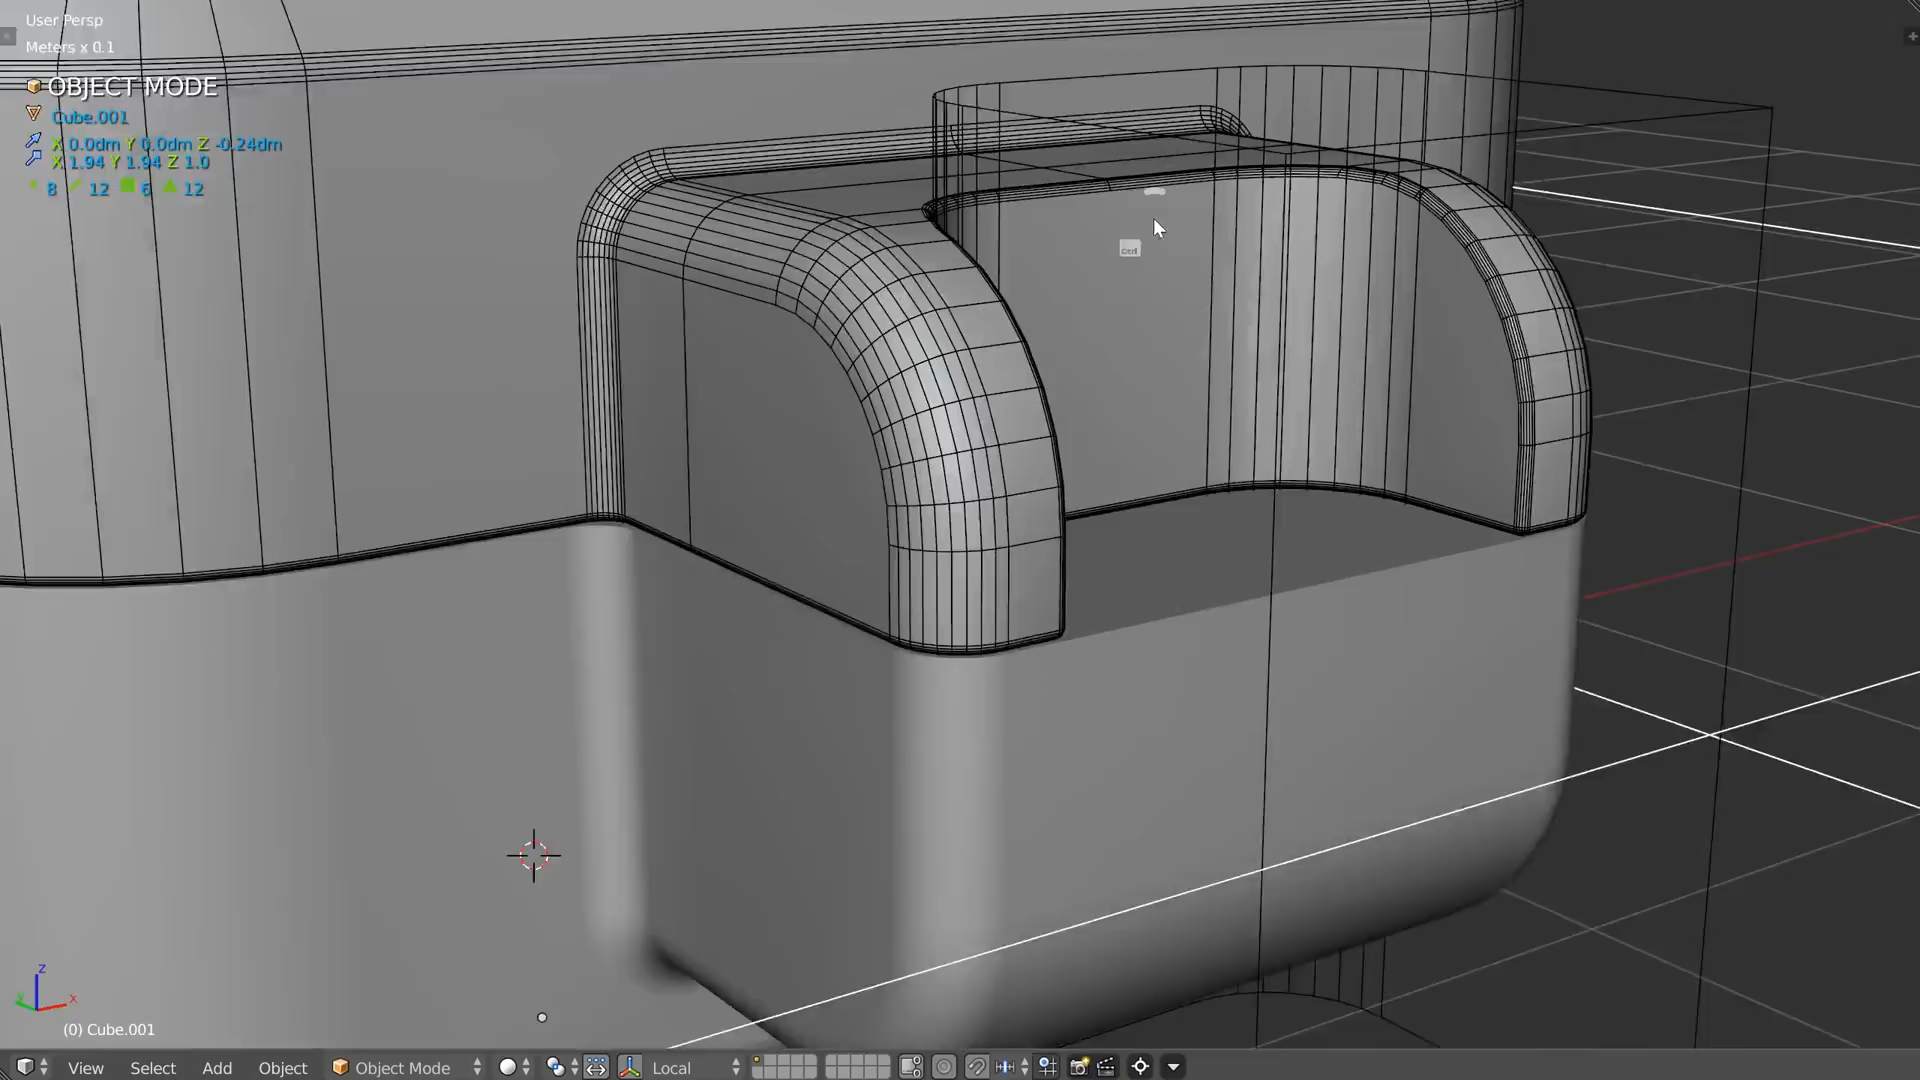 User Persp
Meters x 0.1
OBJECT MODE
Cube.001
X 0.0dm Y 0.0dm Z -0.24dm
X 1.94 Y 1.94 Z 1.0
8 12 6 12
Z
Y X
(0) Cube.001
View Select Add Object Object Mode Local